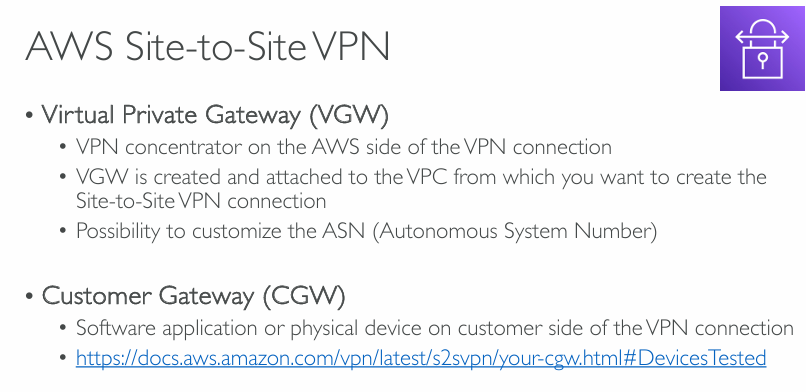 AWS Site-to-Site VPN
• Virtual Private Gateway (VGW)
• VPN concentrator on the AWS side of the VPN connection
• VGW is created and attached to the VPC from which you want to create the
Site-to-Site VPN connection
• Possibility to customize the ASN (Autonomous System Number)
• Customer Gateway (CGW)
• Software application or physical device on customer side of the VPN connection
• https://docs.aws.amazon.com/vpn/latest/s2svpn/your-cgw.html#DevicesTested